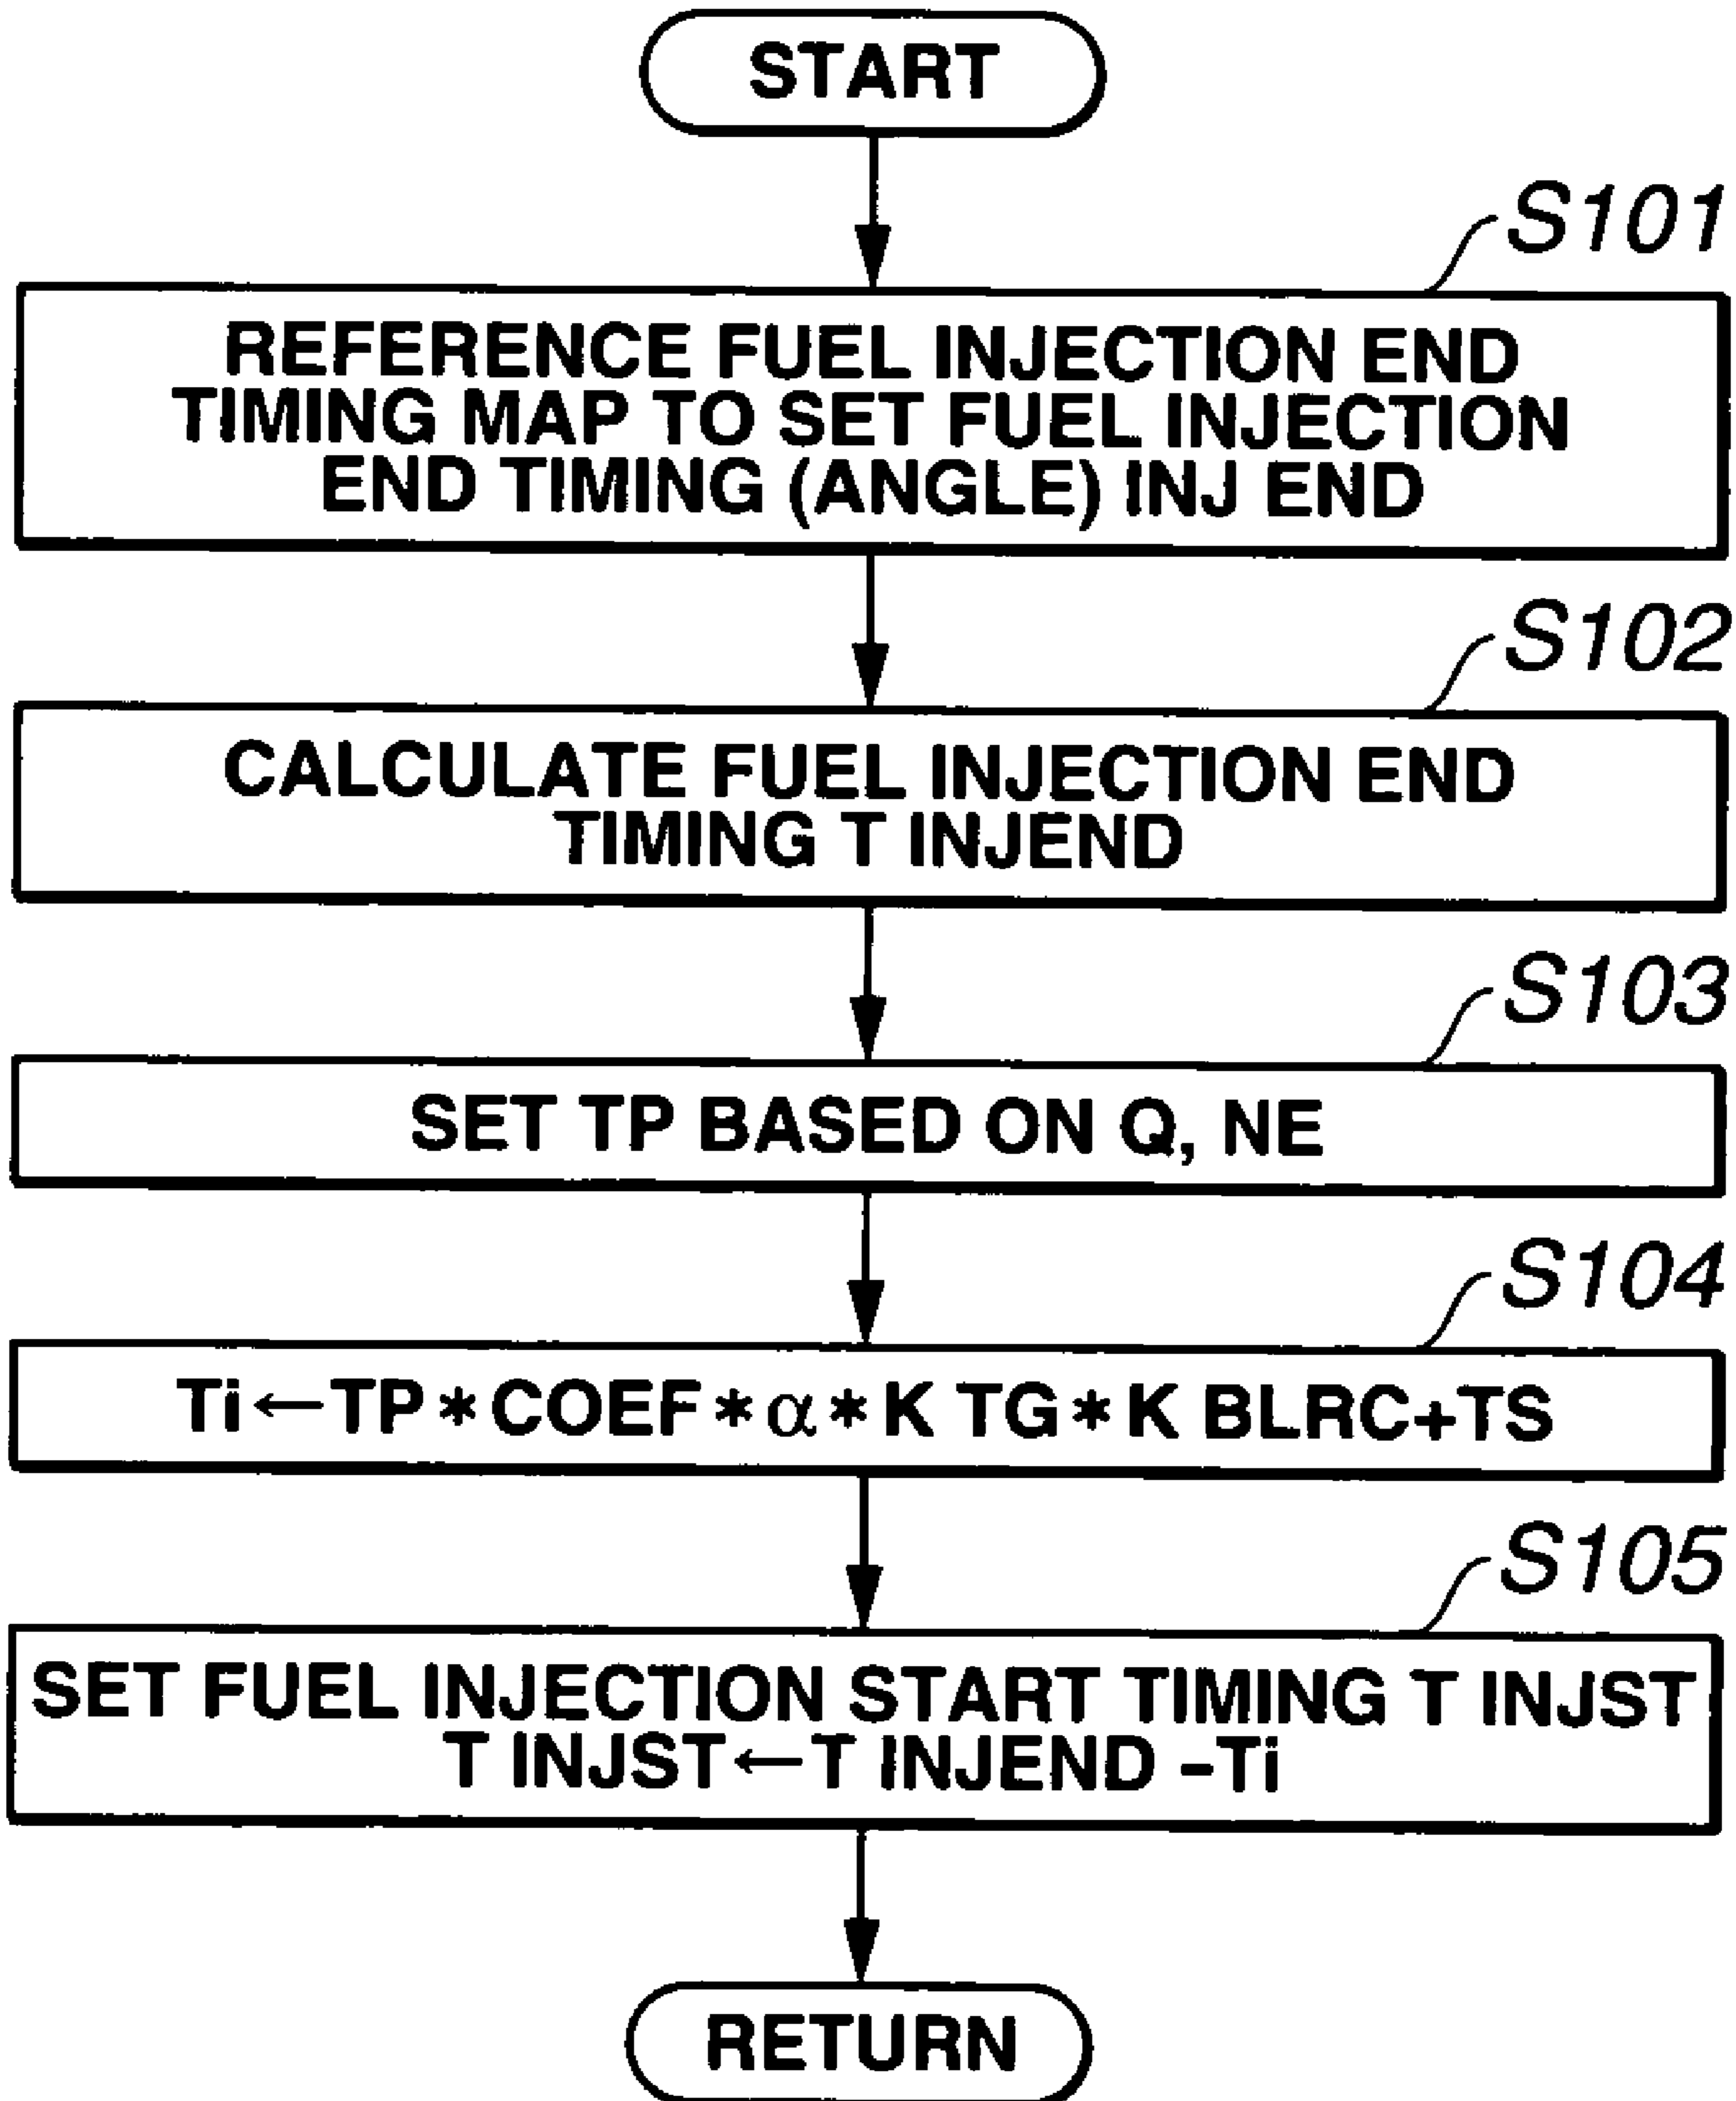 START
S101
REFERENCE FUEL INJECTION END
TIMING MAP TO SET FUEL INJECTION
END TIMING (ANGLE) INJ END
S102
CALCULATE FUEL INJECTION END
TIMING T INJEND
S103
SET TP BASED ON Q, NE
S104
Ti←TP*COEF*α*K TG*K BLRC+TS
S105
SET FUEL INJECTION START TIMING T INJST
T INJST←T INJEND -Ti
RETURN